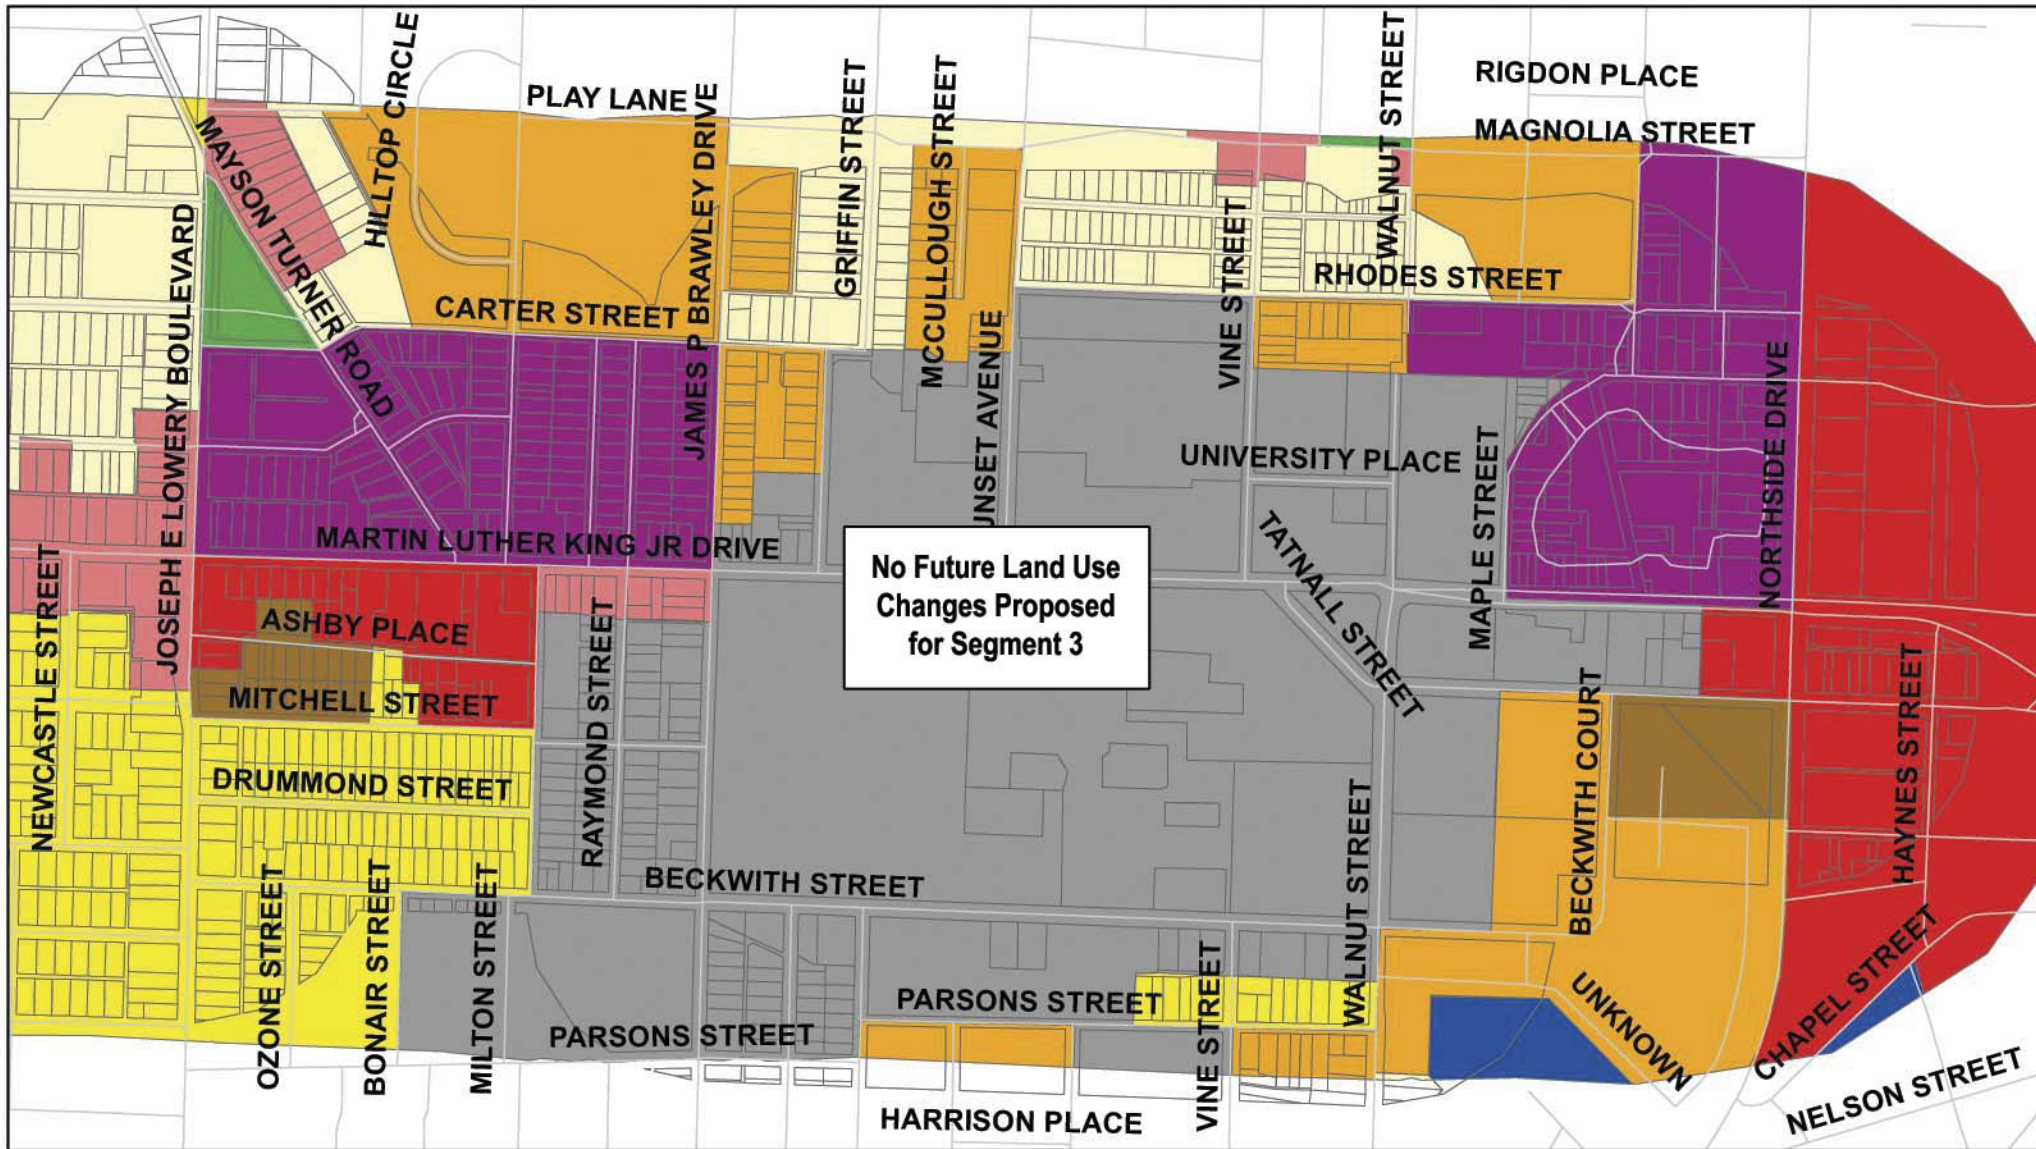 RIGDON PLACE
PLAY LANE
MAGNOLIA STREET
HILLTOP CIRCLE
MAYSON TURNER ROAD
JAMES P BRAWLEY DRIVE
GRIFFIN STREET
MCCULLOUGH STREET
WALNUT STREET
JOSEPH E LOWERY BOULEVARD
CARTER STREET
VINE STREET
RHODES STREET
UNSET AVENUE
NORTHSIDE DRIVE
UNIVERSITY PLACE
MAPLE STREET
MARTIN LUTHER KING JR DRIVE
TATNALL STREET
No Future Land Use
Changes Proposed
for Segment 3
NEWCASTLE STREET
ASHBY PLACE
MITCHELL STREET
RAYMOND STREET
BECKWITH COURT
HAYNES STREET
DRUMMOND STREET
BECKWITH STREET
WALNUT STREET
OZONE STREET
BONAIR STREET
MILTON STREET
PARSONS STREET
PARSONS STREET
VINE STREET
UNKNOWN
CHAPEL STREET
HARRISON PLACE
NELSON STREET